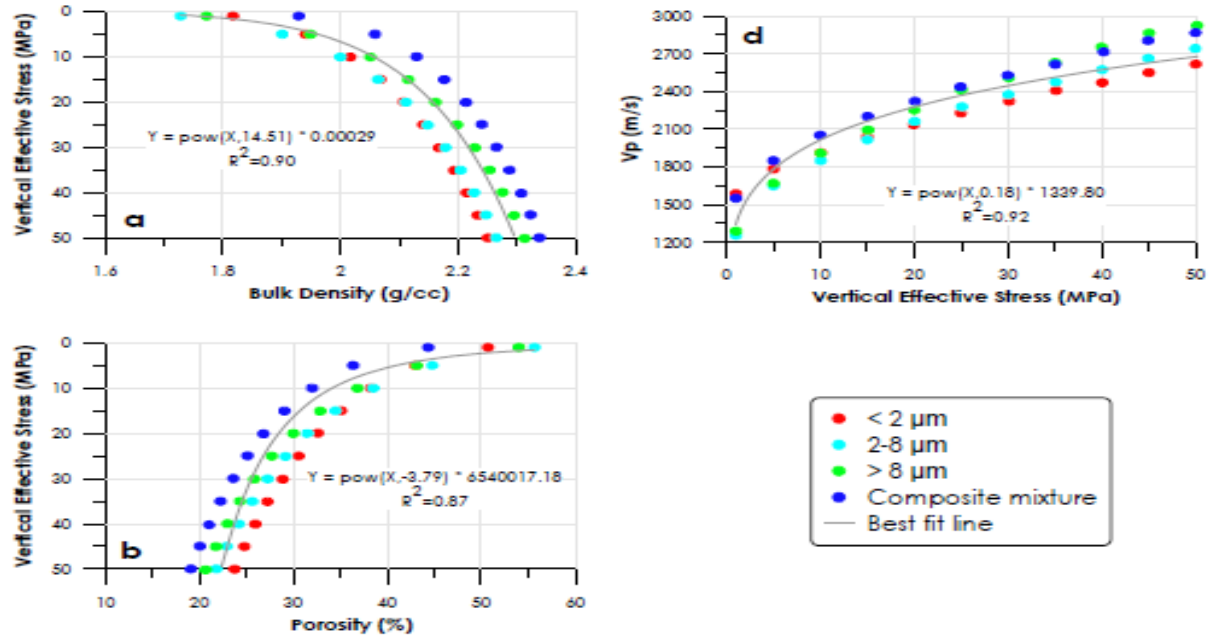 0
10
20
30
40
50
Vertical Effective Stress (MPa)
Y = pow(X,14.51) * 0.00029
R²=0.90
a
1.6 1.8 2 2.2 2.4
Bulk Density (g/cc)
3000
2700
2400
2100
1800
1500
1200
Vp (m/s)
d
Y = pow(X,0.18) * 1339.80
R²=0.92
0 10 20 30 40 50
Vertical Effective Stress (MPa)
0
10
20
30
40
50
Vertical Effective Stress (MPa)
Y = pow(X,-3.79) * 6540017.18
R²=0.87
b
10 20 30 40 50 60
Porosity (%)
< 2 µm
2-8 µm
> 8 µm
Composite mixture
Best fit line